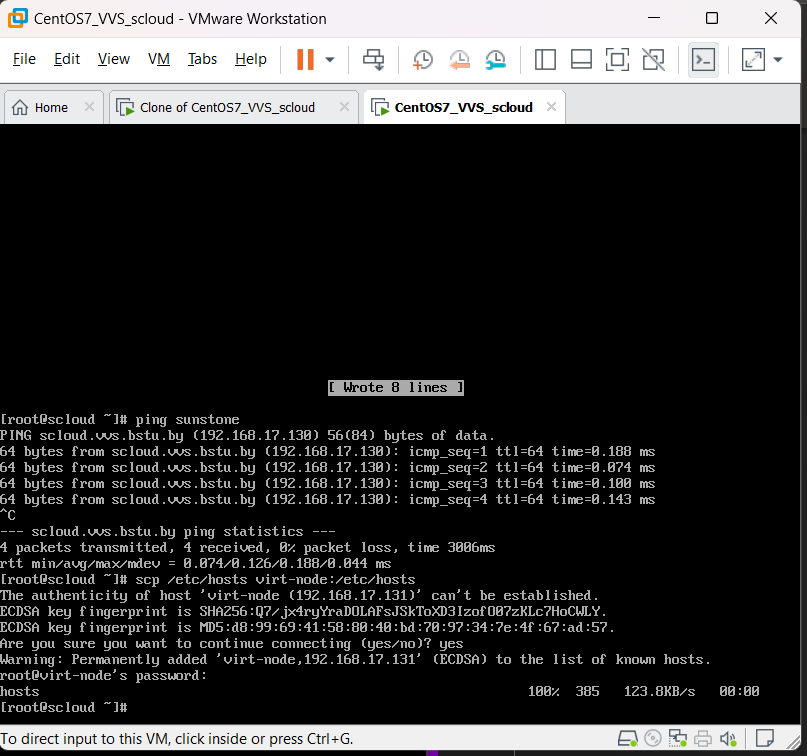 CentOS7_VVS_scloud - VMware Workstation
File Edit View VM Tabs Help
Home Clone of CentOS7_VVS_scloud CentOS7_VVS_scloud
[ Wrote 8 lines ]
[root@scloud ~]# ping sunstone
PING scloud.vvs.bstu.by (192.168.17.130) 56(84) bytes of data.
64 bytes from scloud.vvs.bstu.by (192.168.17.130): icmp_seq=1 ttl=64 time=0.188 ms
64 bytes from scloud.vvs.bstu.by (192.168.17.130): icmp_seq=2 ttl=64 time=0.074 ms
64 bytes from scloud.vvs.bstu.by (192.168.17.130): icmp_seq=3 ttl=64 time=0.100 ms
64 bytes from scloud.vvs.bstu.by (192.168.17.130): icmp_seq=4 ttl=64 time=0.143 ms
^C
--- scloud.vvs.bstu.by ping statistics ---
4 packets transmitted, 4 received, 0% packet loss, time 3006ms
rtt min/avg/max/mdev = 0.074/0.126/0.188/0.044 ms
[root@scloud ~]# scp /etc/hosts virt-node:/etc/hosts
The authenticity of host 'virt-node (192.168.17.131)' can't be established.
ECDSA key fingerprint is SHA256:Q7/jx4ryYraDOLAFsJSkToXD3IzofO07zKLc7HoCWLY.
ECDSA key fingerprint is MD5:d8:99:69:41:58:80:40:bd:70:97:34:7e:4f:67:ad:57.
Are you sure you want to continue connecting (yes/no)? yes
Warning: Permanently added 'virt-node,192.168.17.131' (ECDSA) to the list of known hosts.
root@virt-node's password:
hosts 100% 385 123.8KB/s 00:00
[root@scloud ~]#
To direct input to this VM, click inside or press Ctrl+G.